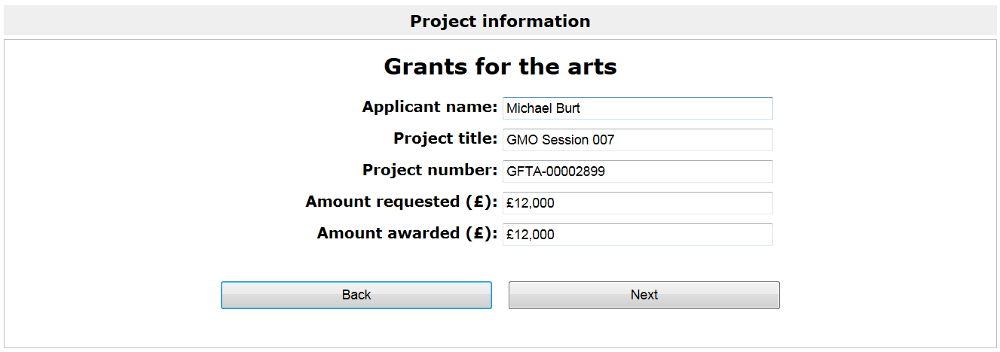 Project information
Grants for the arts
Applicant name: Michael Burt
Project title: GMO Session 007
Project number: GFTA-00002899
Amount requested (£): £12,000
Amount awarded (£): £12,000
Back Next